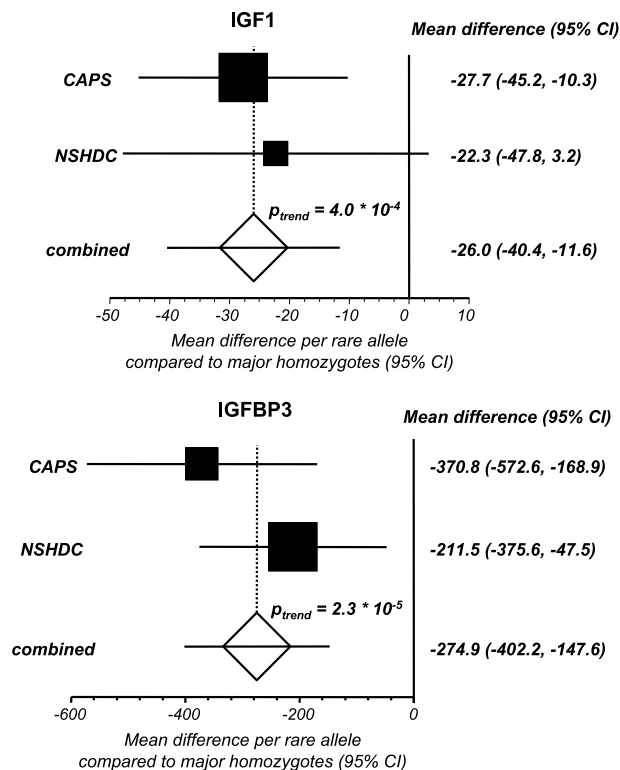 IGF1
Mean difference (95% CI)
CAPS
-27.7 (-45.2, -10.3)
NSHDC
-22.3 (-47.8, 3.2)
ptrend = 4.0 * 10-4
combined
-26.0 (-40.4, -11.6)
-50 -40 -30 -20 -10 0 10
Mean difference per rare allele
compared to major homozygotes (95% CI)
IGFBP3
Mean difference (95% CI)
CAPS
-370.8 (-572.6, -168.9)
NSHDC
-211.5 (-375.6, -47.5)
ptrend = 2.3 * 10-5
combined
-274.9 (-402.2, -147.6)
-600 -400 -200 0
Mean difference per rare allele
compared to major homozygotes (95% CI)